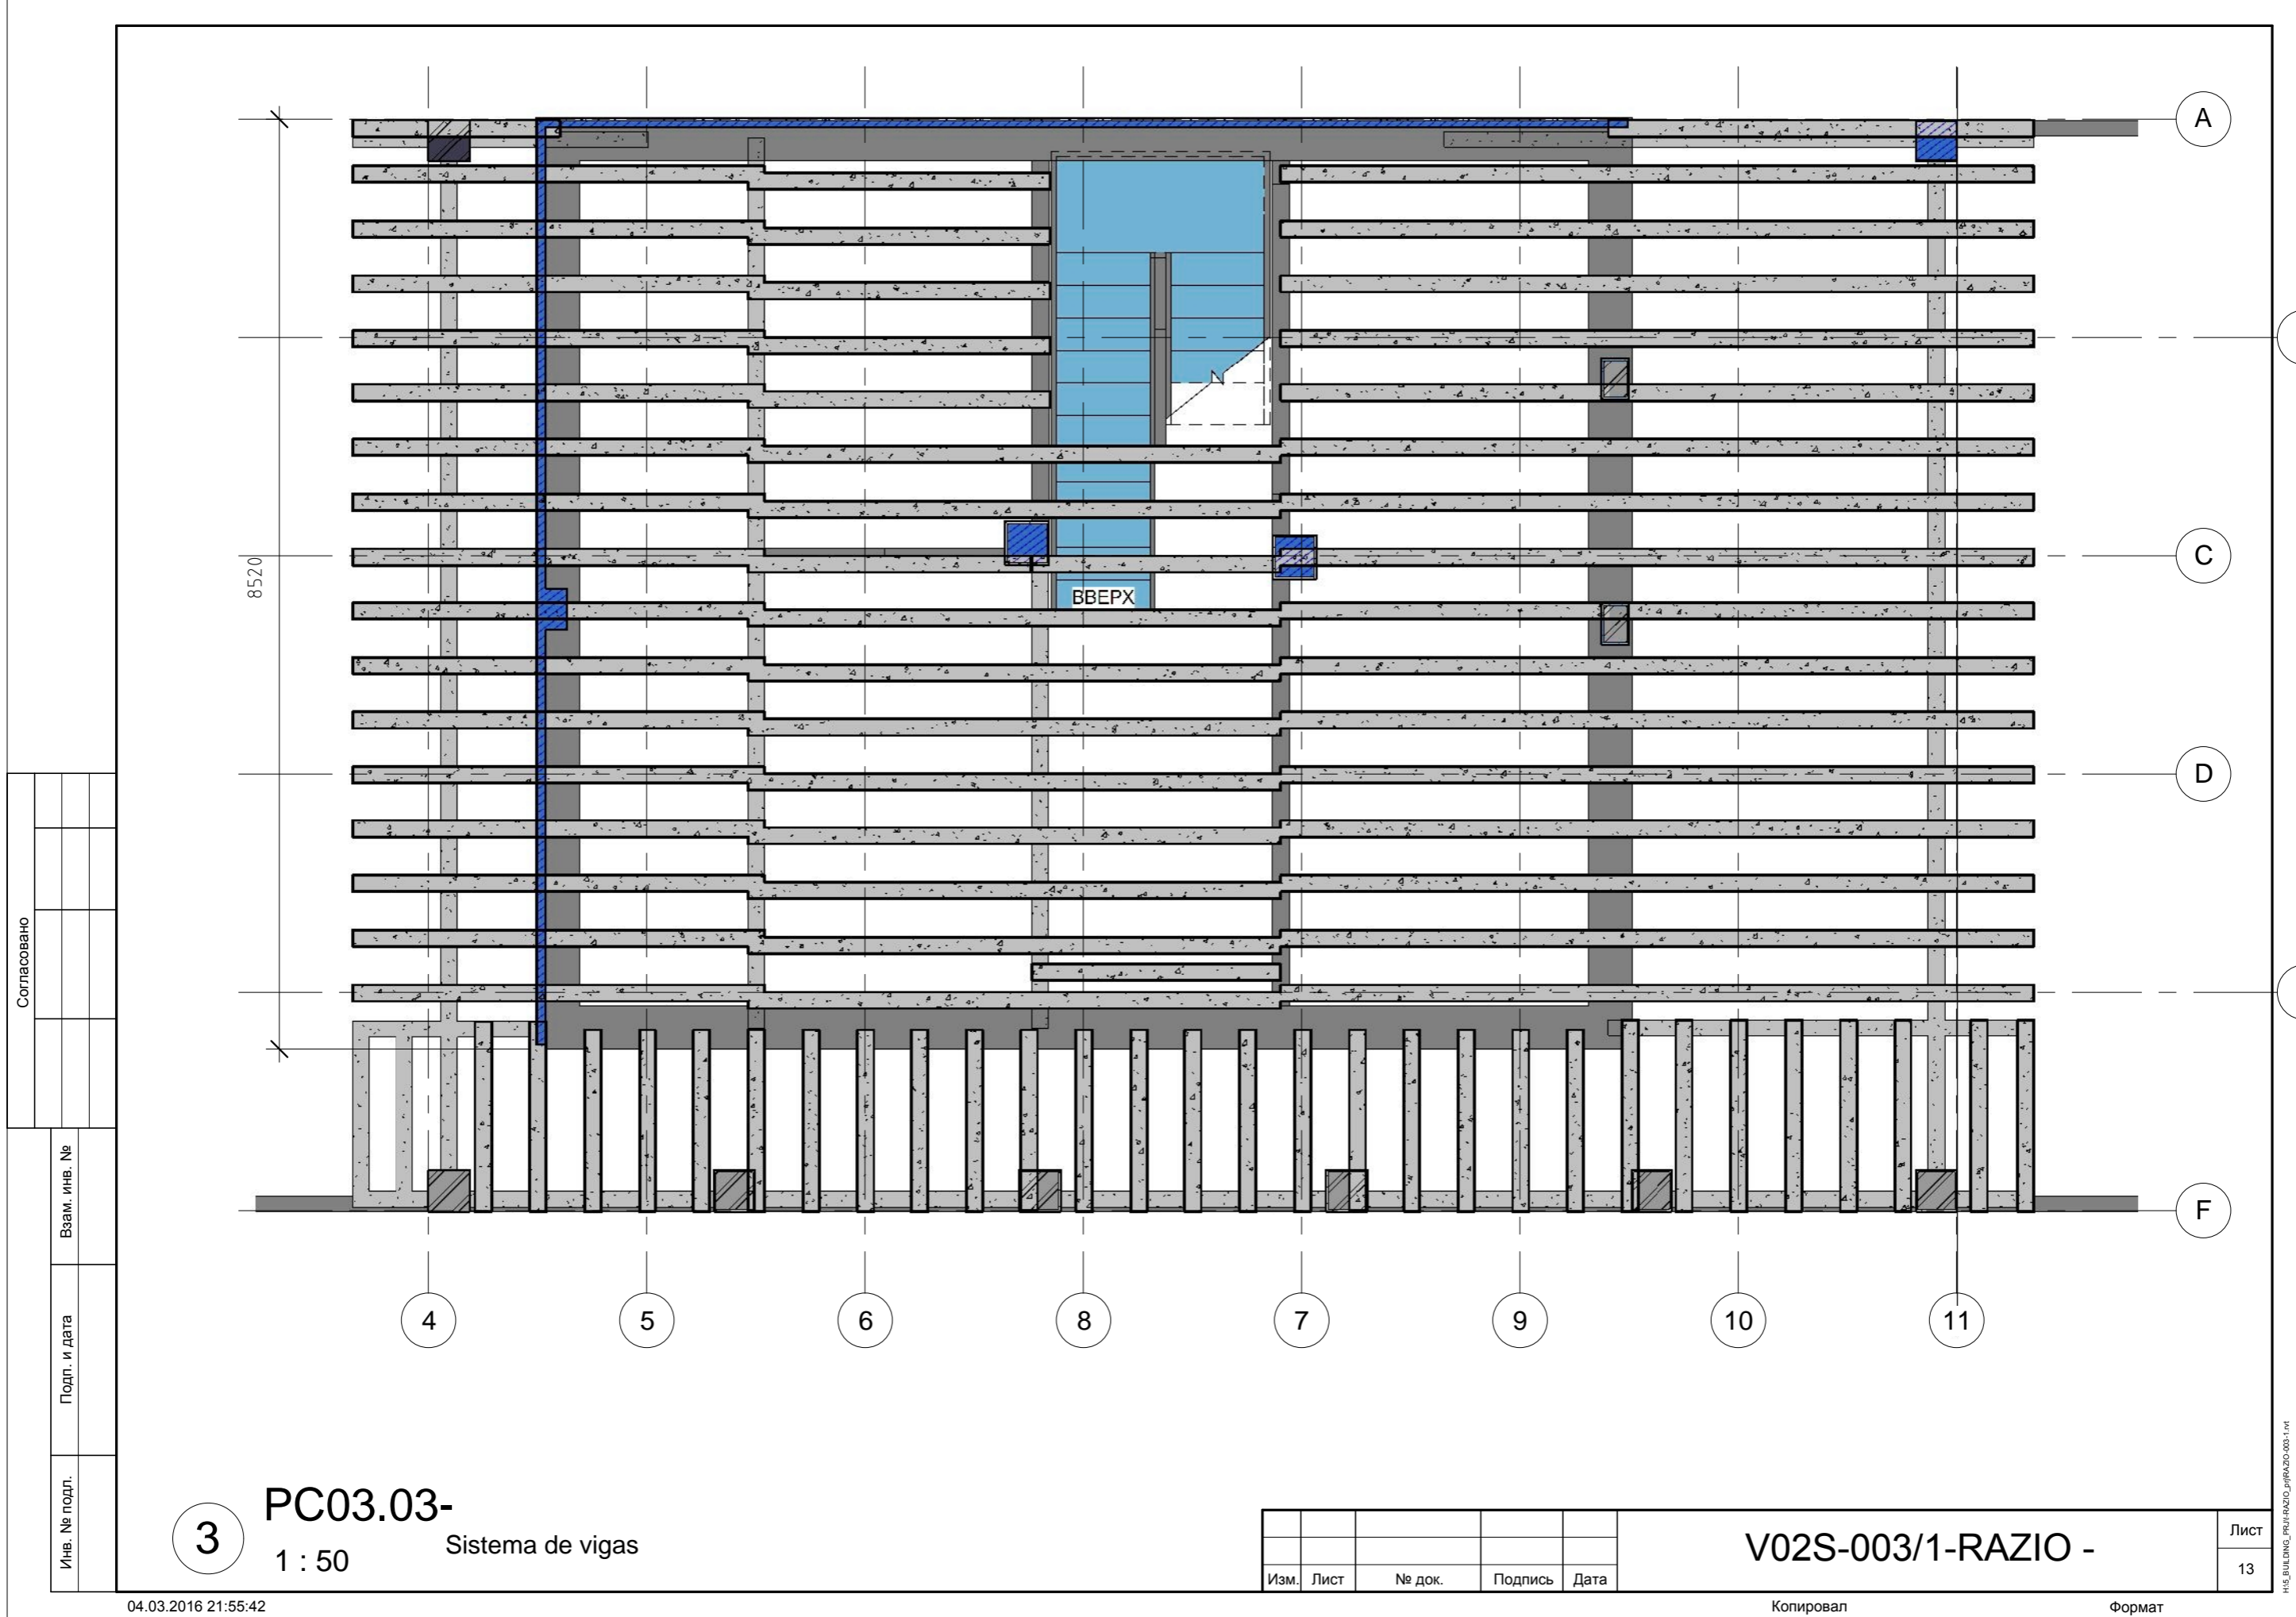 A
C
8520
ВВЕРХ
D
F
4 5 6 8 7 9 10 11
Согласовано
Взам. инв. №
Подп. и дата
Инв. № подл.
3
PC03.03-
1 : 50
Sistema de vigas
Изм. Лист № док. Подпись Дата
V02S-003/1-RAZIO -
Лист
13
04.03.2016 21:55:42
Копировал
Формат